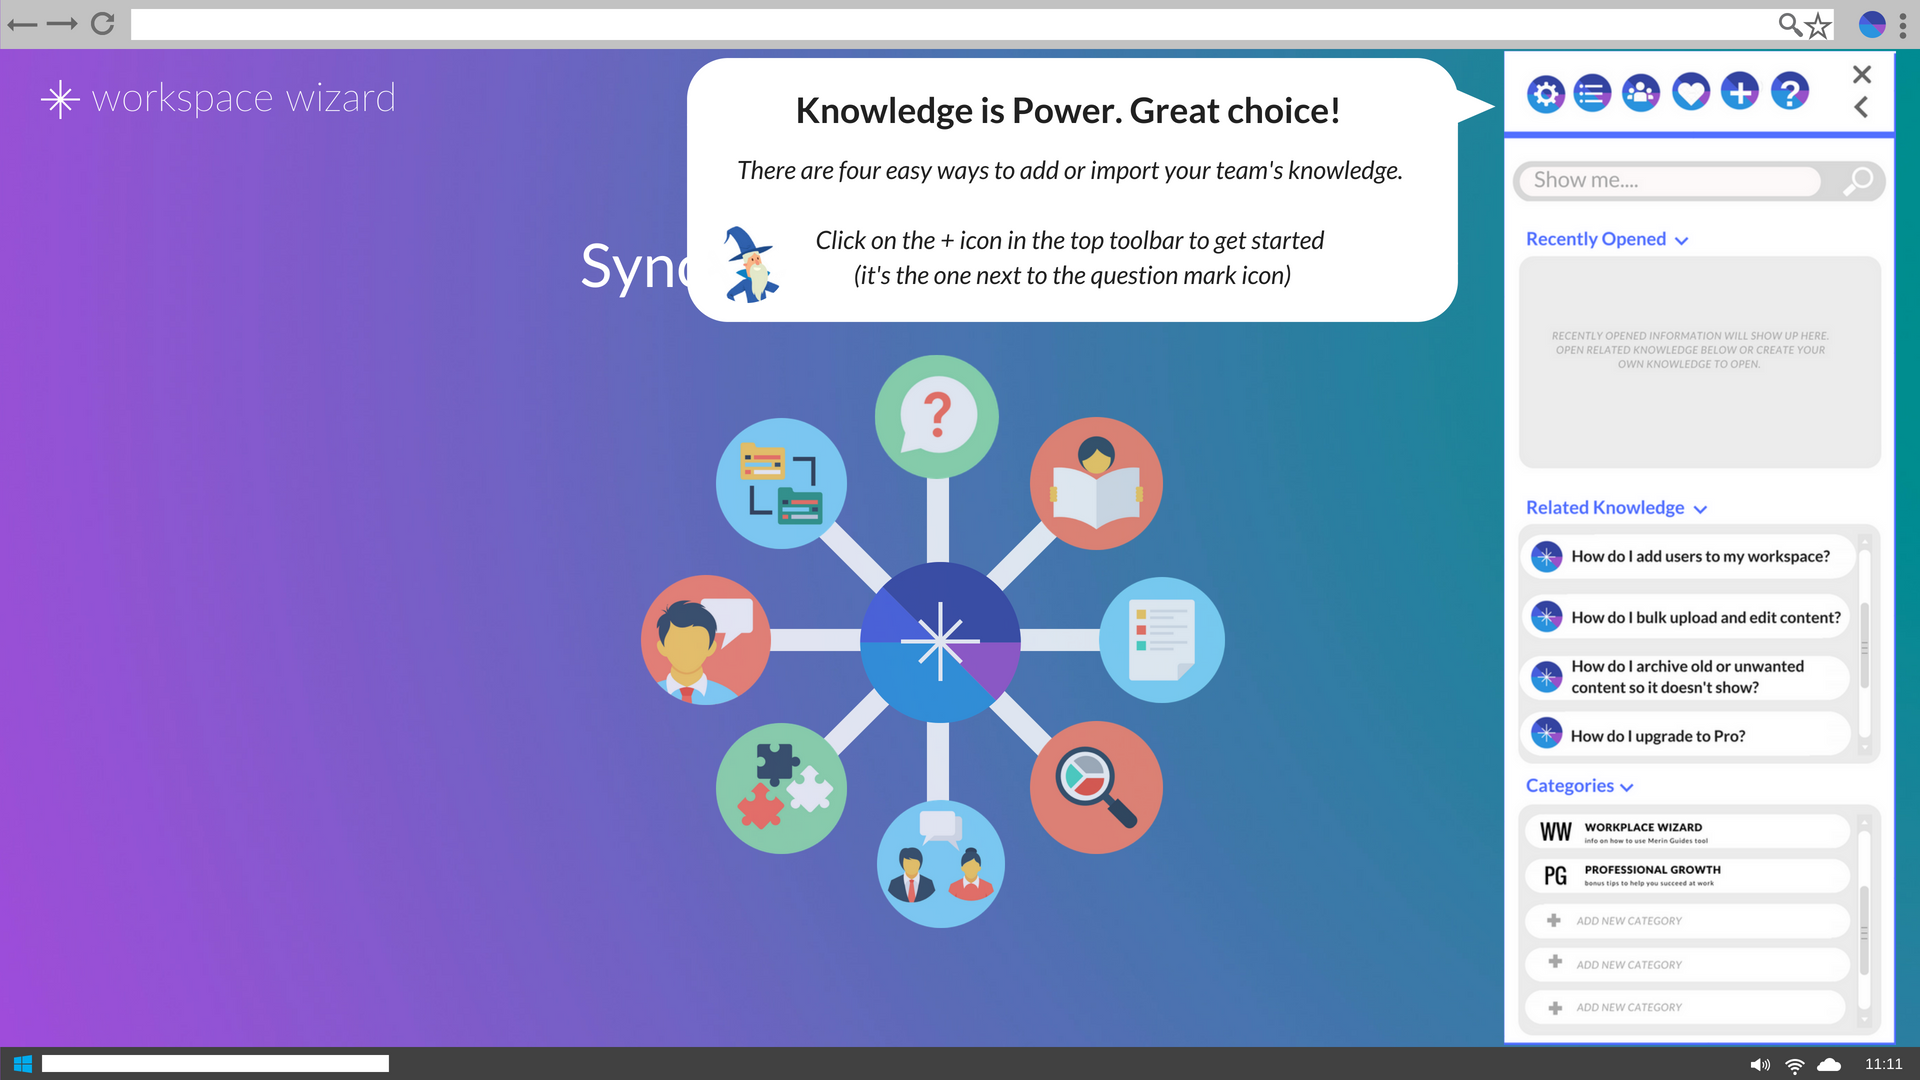 workspace wizard
Knowledge is Power. Great choice!
There are four easy ways to add or import your team's knowledge.
Click on the + icon in the top toolbar to get started
(it's the one next to the question mark icon)
Show me....
Recently Opened
RECENTLY OPENED INFORMATION WILL SHOW UP HERE.
OPEN RELATED KNOWLEDGE BELOW OR CREATE YOUR
OWN KNOWLEDGE TO OPEN.
Related Knowledge
How do I add users to my workspace?
How do I bulk upload and edit content?
How do I archive old or unwanted
content so it doesn't show?
How do I upgrade to Pro?
Categories
WW WORKPLACE WIZARD
info on how to use Merin Guides tool
PG PROFESSIONAL GROWTH
bonus tips to help you succeed at work
ADD NEW CATEGORY
ADD NEW CATEGORY
ADD NEW CATEGORY
11:11